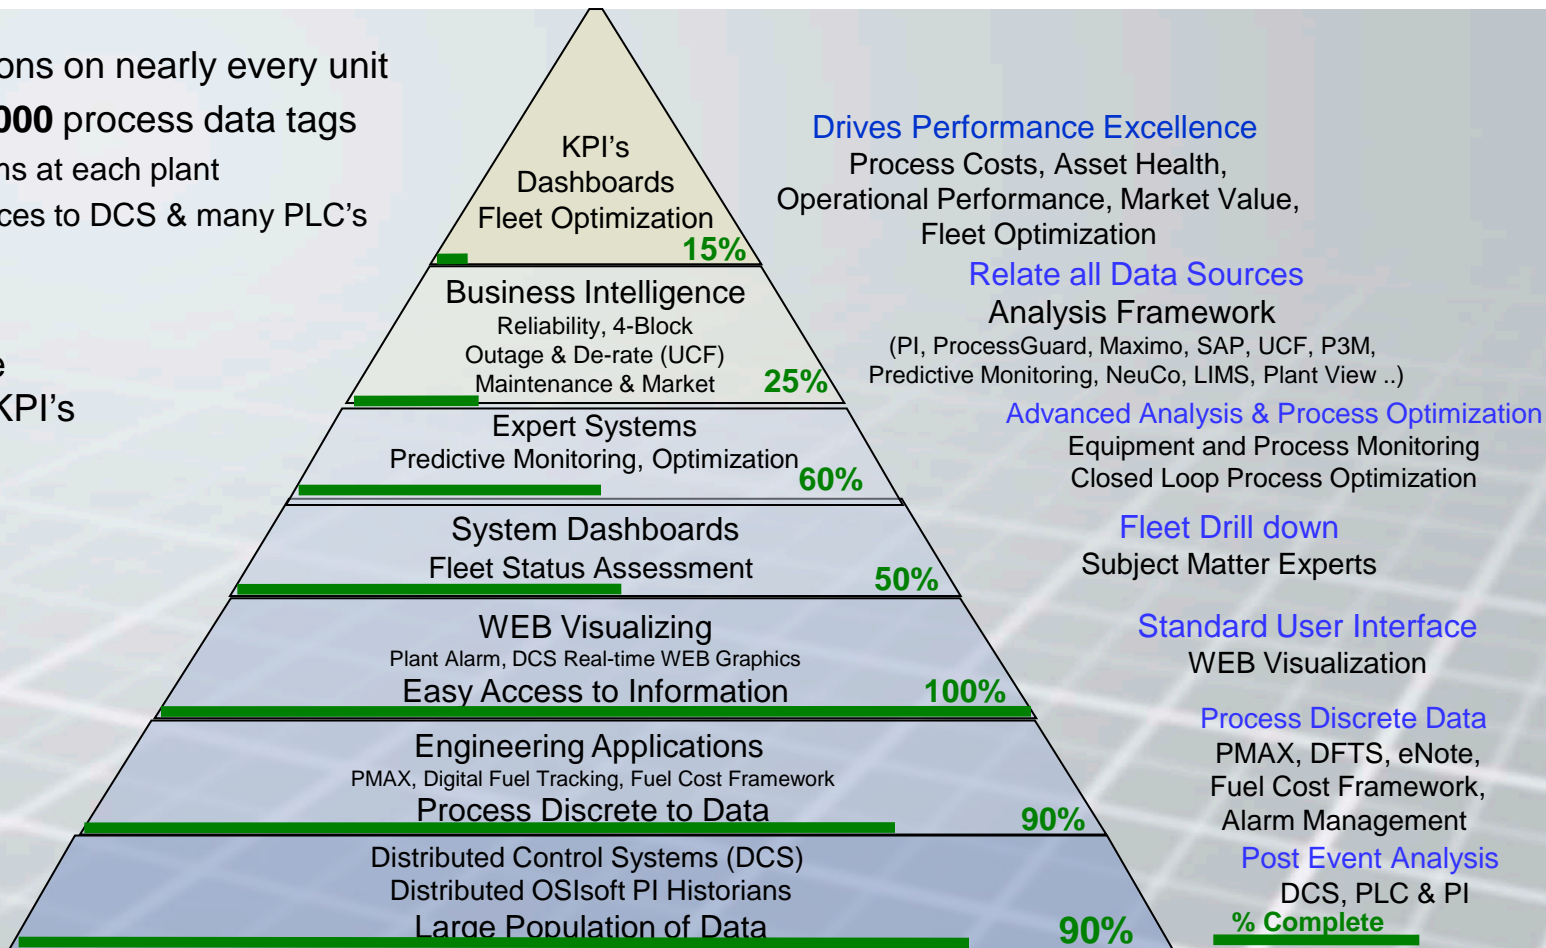 ons on nearly every unit
000 process data tags
ns at each plant
ces to DCS & many PLC's
e
KPI's
KPI's
Dashboards
Fleet Optimization
15%
Drives Performance Excellence
Process Costs, Asset Health,
Operational Performance, Market Value,
Fleet Optimization
Business Intelligence
Reliability, 4-Block
Outage & De-rate (UCF)
Maintenance & Market
25%
Relate all Data Sources
Analysis Framework
(PI, ProcessGuard, Maximo, SAP, UCF, P3M,
Predictive Monitoring, NeuCo, LIMS, Plant View ..)
Expert Systems
Predictive Monitoring, Optimization
60%
Advanced Analysis & Process Optimization
Equipment and Process Monitoring
Closed Loop Process Optimization
System Dashboards
Fleet Status Assessment
50%
Fleet Drill down
Subject Matter Experts
WEB Visualizing
Plant Alarm, DCS Real-time WEB Graphics
Easy Access to Information
100%
Standard User Interface
WEB Visualization
Engineering Applications
PMAX, Digital Fuel Tracking, Fuel Cost Framework
Process Discrete to Data
90%
Process Discrete Data
PMAX, DFTS, eNote,
Fuel Cost Framework,
Alarm Management
Distributed Control Systems (DCS)
Distributed OSIsoft PI Historians
Large Population of Data
90%
Post Event Analysis
DCS, PLC & PI
% Complete